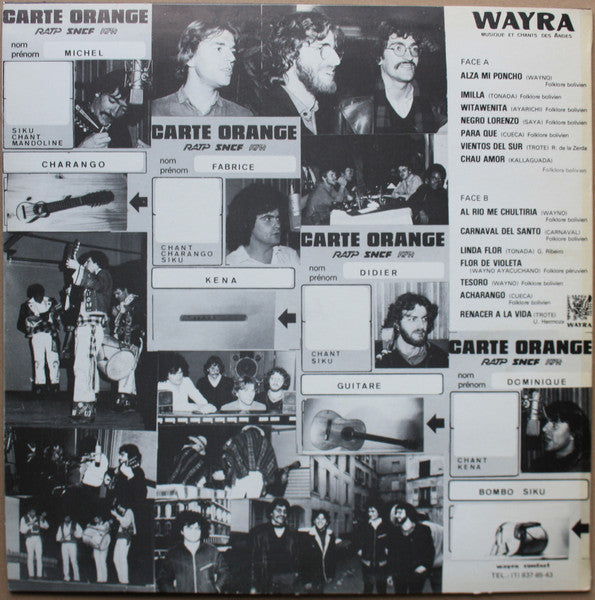 CARTE ORANGE
RATP SNCF APTR
nom
prénom
MICHEL
SIKU
CHANT
MANDOLINE
CHARANGO
CARTE ORANGE
RATP SNCF APTR
nom
prénom
FABRICE
CHANT
CHARANGO
SIKU
KENA
CARTE ORANGE
RATP SNCF APTR
nom
prénom
DIDIER
CHANT
SIKU
GUITARE
CARTE ORANGE
RATP SNCF APTR
nom
prénom
DOMINIQUE
CHANT
KENA
BOMBO SIKU
wayra contact
TEL.-(1) 837-85-43
WAYRA
MUSIQUE ET CHANTS DES ANDES
FACE A
ALZA MI PONCHO (WAYNO)
Folklore bolivien
IMILLA (TONADA) Folklore bolivien
WITAWENITA (AYARICHI) Folklore bolivien
NEGRO LORENZO (SAYA) Folklore bolivien
PARA QUE (CUECA) Folklore bolivien
VIENTOS DEL SUR (TROTE) R. de la Zerda
CHAU AMOR (KALLAGUADA)
Folklore bolivien
FACE B
AL RIO ME CHULTIRIA (WAYNO)
Folklore bolivien
CARNAVAL DEL SANTO (CARNAVAL)
Folklore bolivien
LINDA FLOR (TONADA) G. Ribeiro
FLOR DE VIOLETA
(WAYNO AYACUCHANO) Folklore péruvien
TESORO (WAYNO) Folklore bolivien
ACHARANGO (CUECA)
Folklore bolivien
RENACER A LA VIDA (TROTE)
U. Hermosa
WAYRA